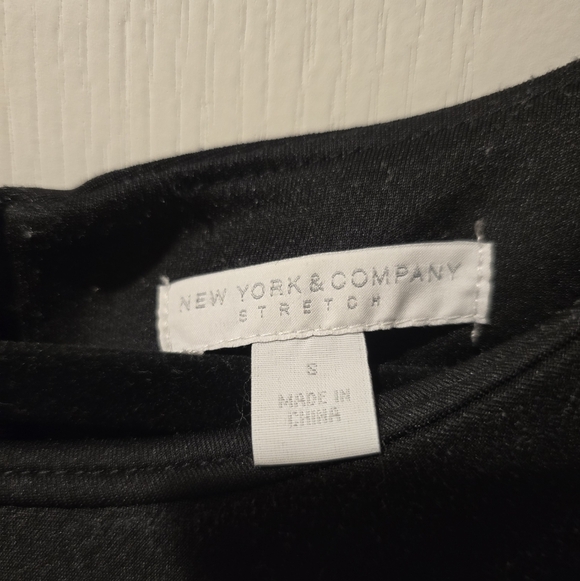 NEW YORK & COMPANY
STRETCH
S
MADE IN
CHINA